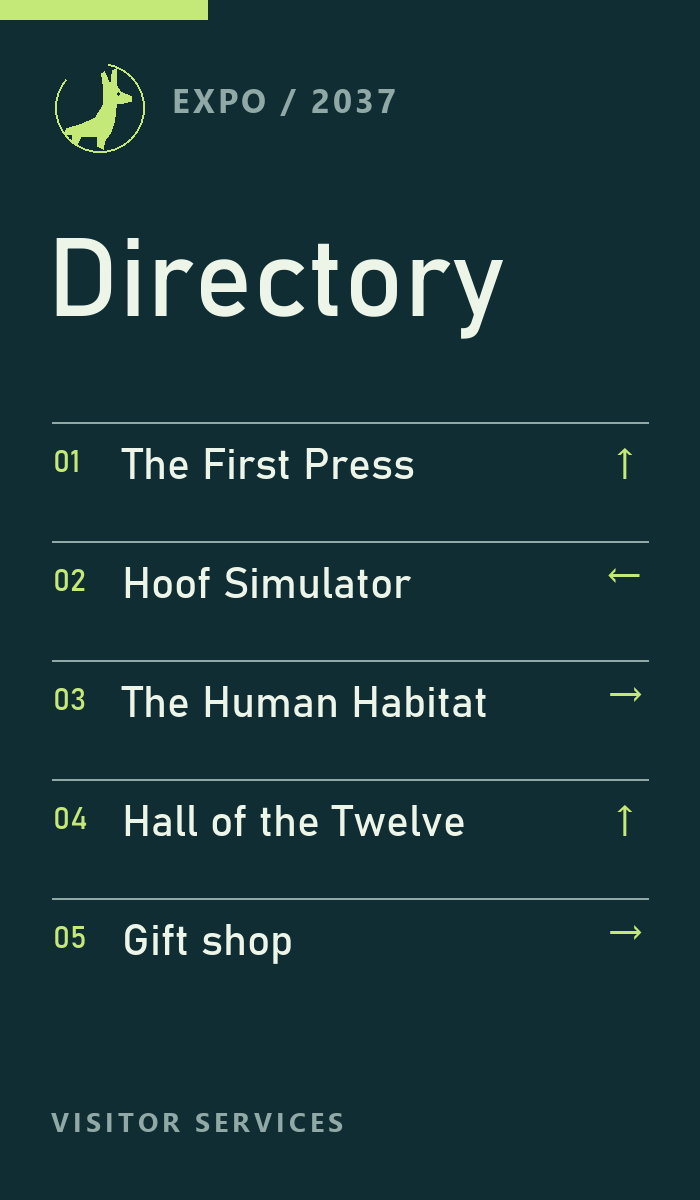 EXPO / 2037
Directory
01 The First Press ↑
02 Hoof Simulator ←
03 The Human Habitat →
04 Hall of the Twelve ↑
05 Gift shop →
VISITOR SERVICES